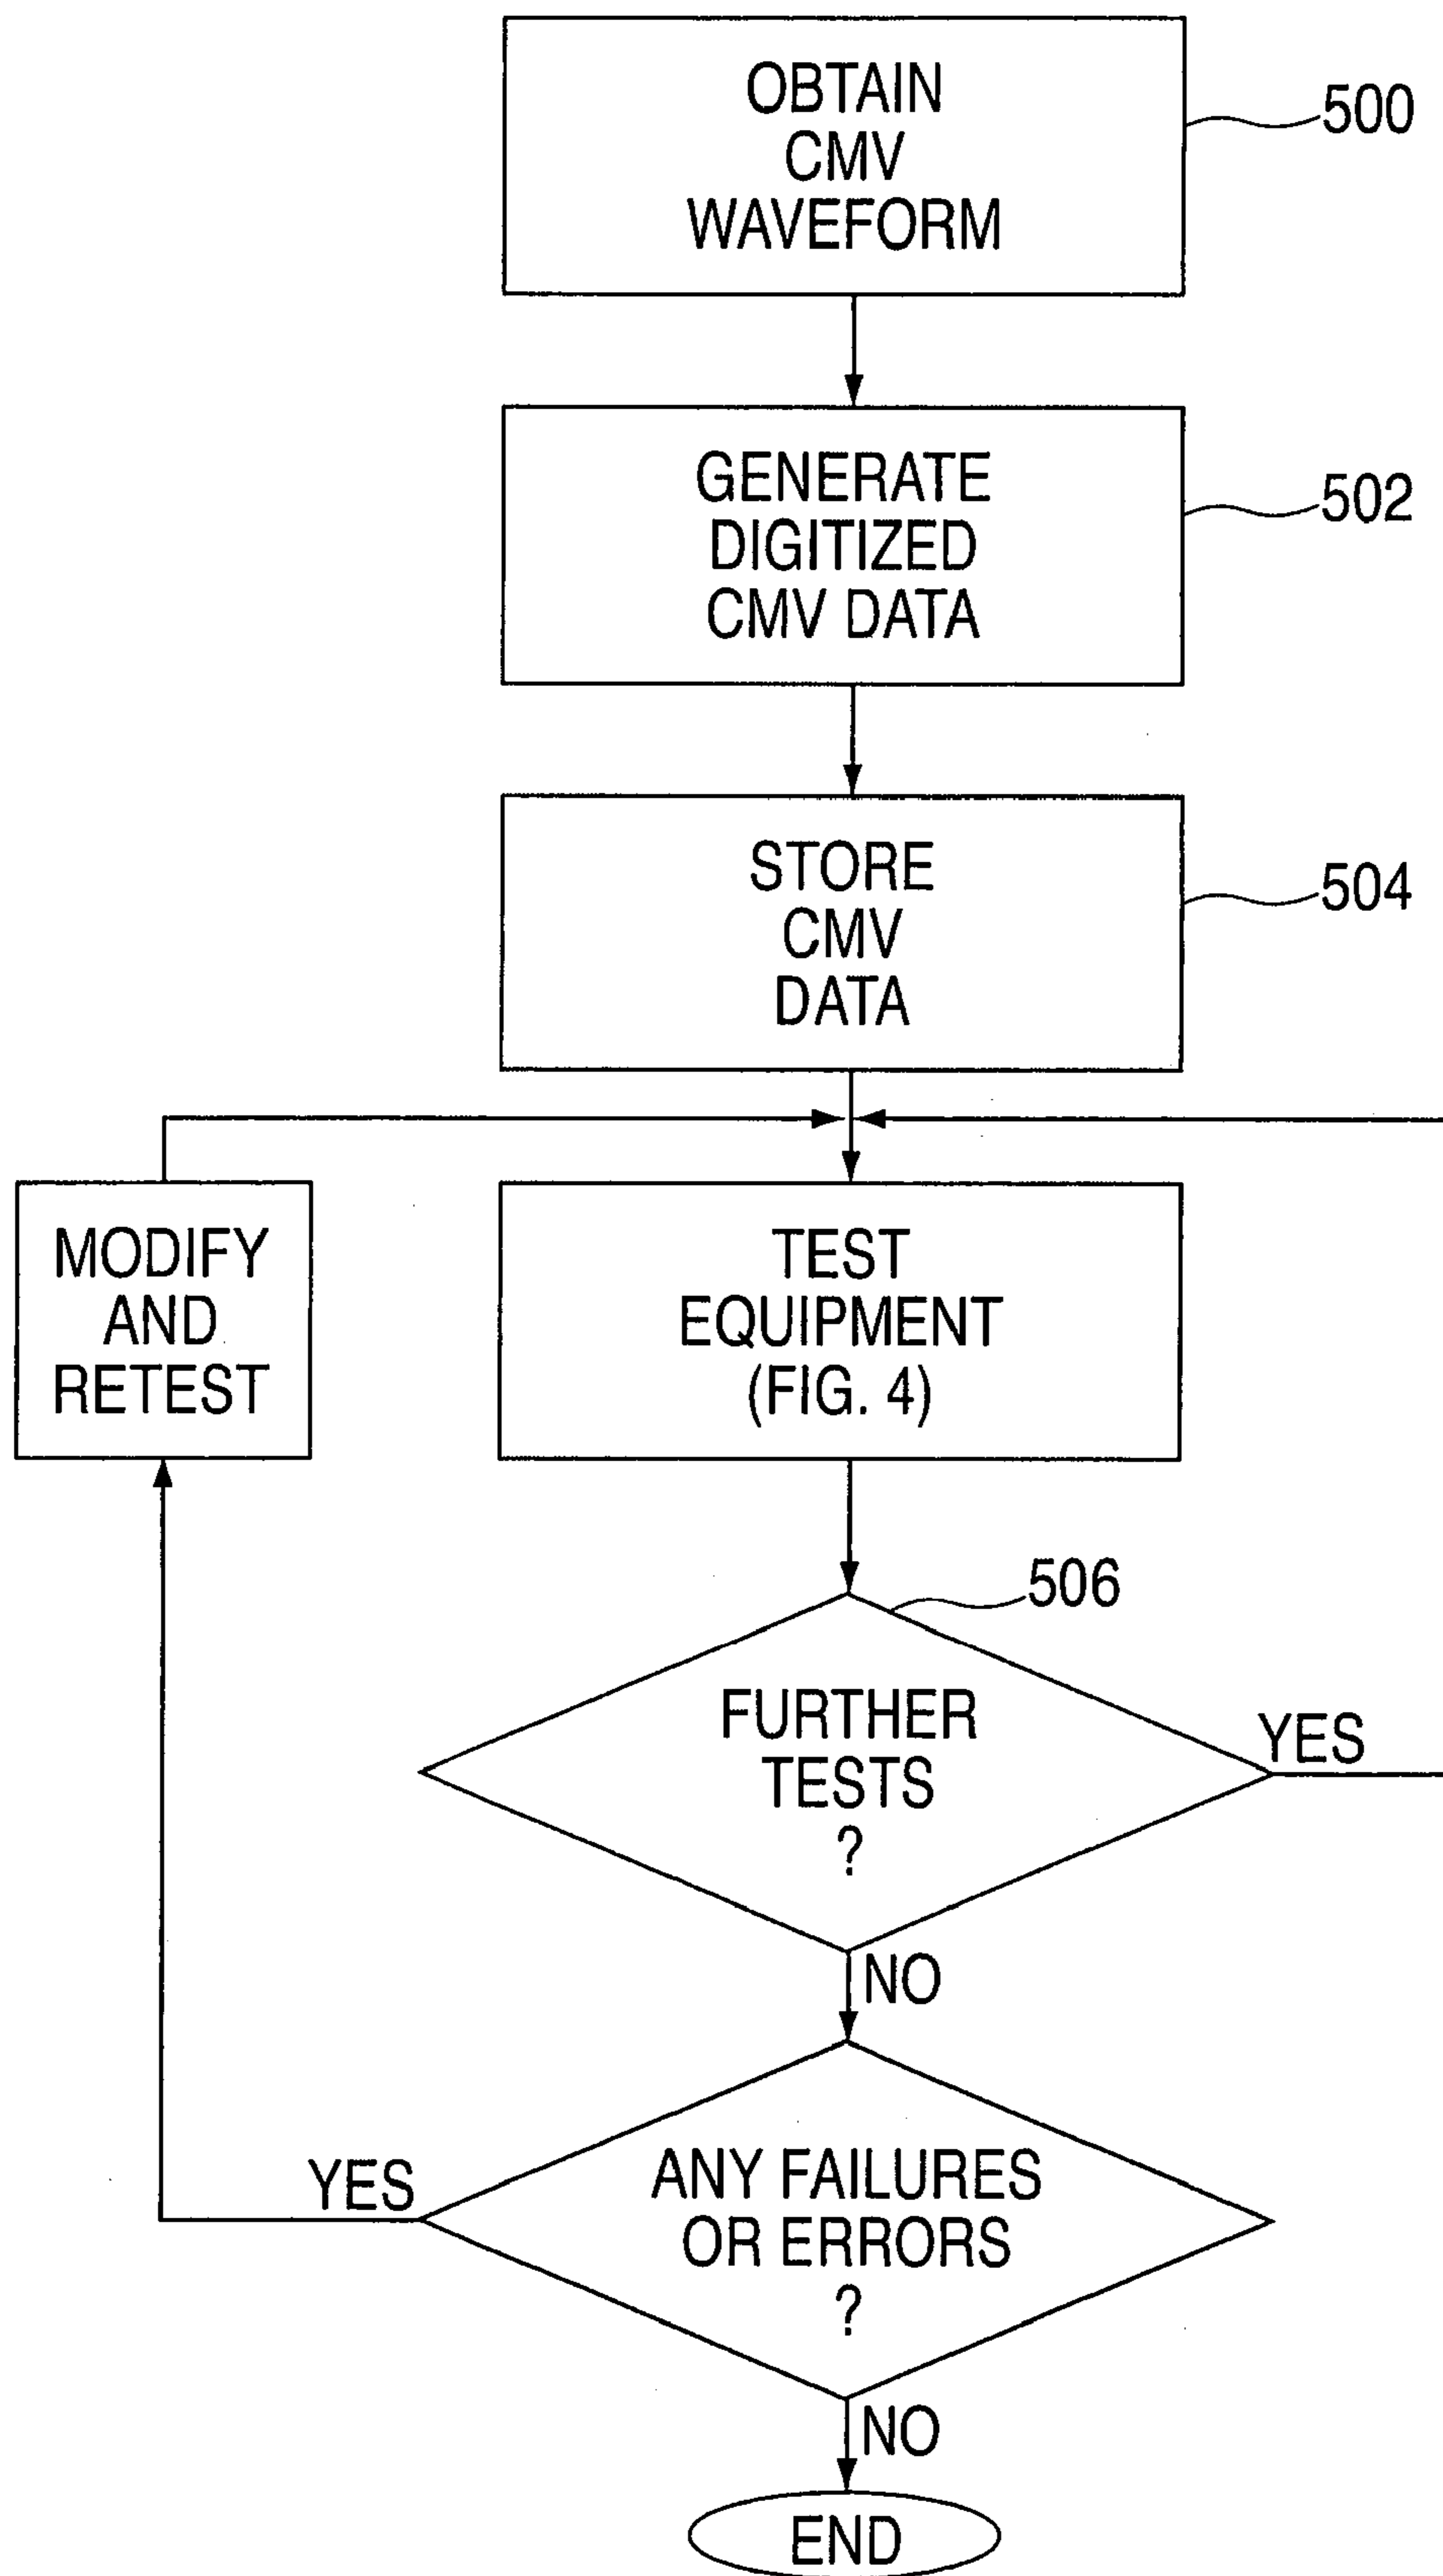 OBTAIN
CMV
WAVEFORM
500
GENERATE
DIGITIZED
CMV DATA
502
STORE
CMV
DATA
504
MODIFY
AND
RETEST
TEST
EQUIPMENT
(FIG. 4)
506
FURTHER
TESTS
?
YES
NO
ANY FAILURES
OR ERRORS
?
YES
NO
END